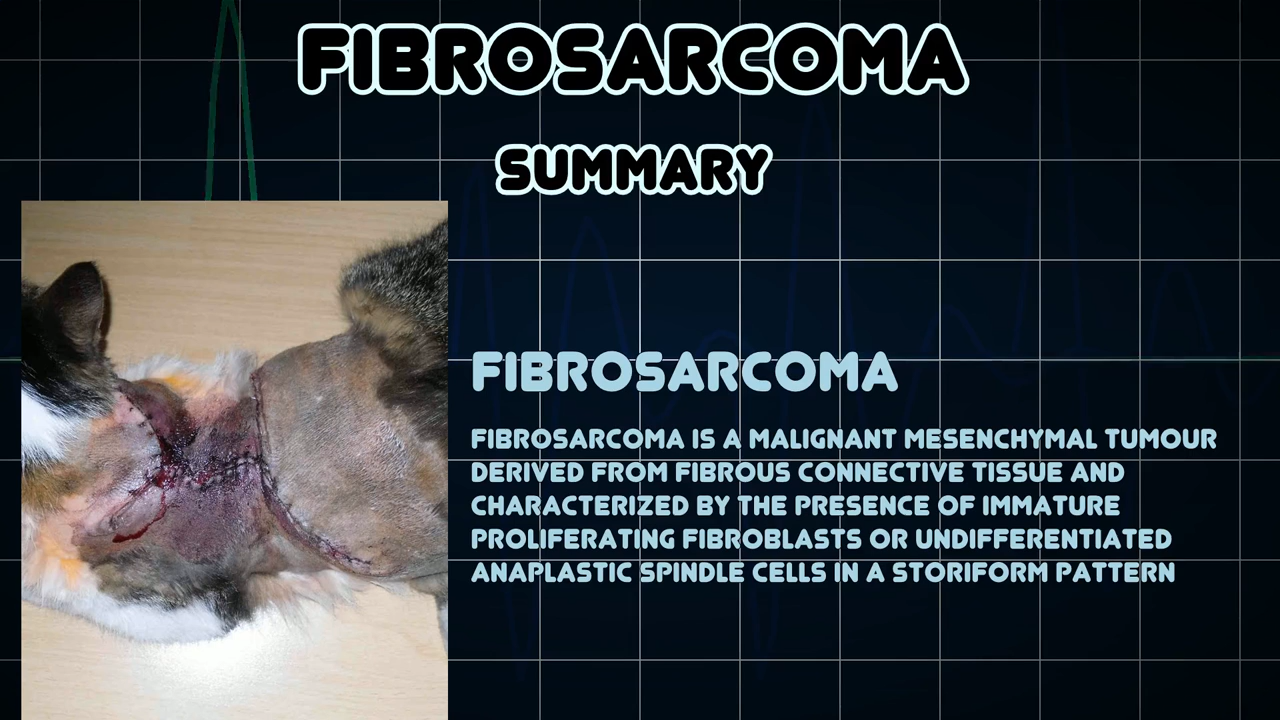 FIBROSARCOMA
SUMMARY
FIBROSARCOMA
FIBROSARCOMA IS A MALIGNANT MESENCHYMAL TUMOUR
DERIVED FROM FIBROUS CONNECTIVE TISSUE AND
CHARACTERIZED BY THE PRESENCE OF IMMATURE
PROLIFERATING FIBROBLASTS OR UNDIFFERENTIATED
ANAPLASTIC SPINDLE CELLS IN A STORIFORM PATTERN